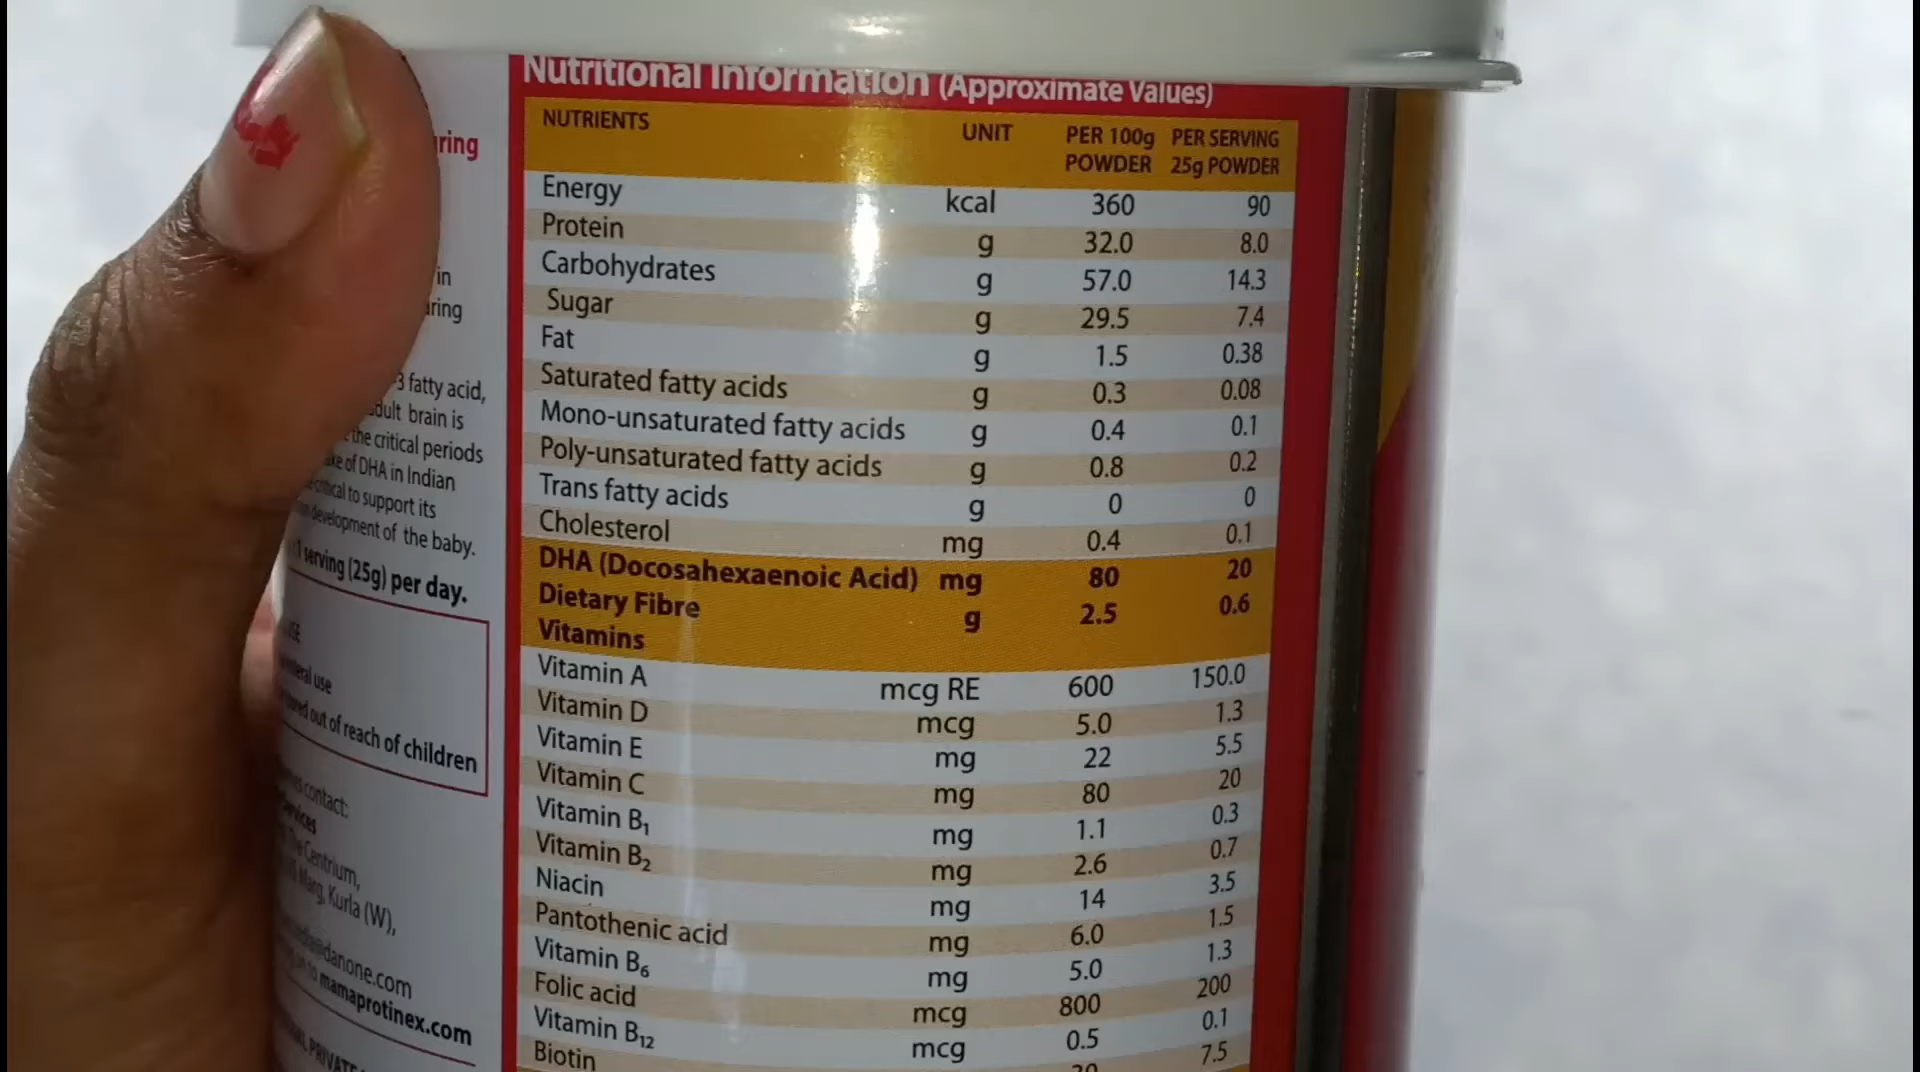 Nutritional Information (Approximate Values)
NUTRIENTS UNIT PER 100g POWDER PER SERVING 25g POWDER
Energy kcal 360 90
Protein g 32.0 8.0
Carbohydrates g 57.0 14.3
Sugar g 29.5 7.4
Fat g 1.5 0.38
Saturated fatty acids g 0.3 0.08
Mono-unsaturated fatty acids g 0.4 0.1
Poly-unsaturated fatty acids g 0.8 0.2
Trans fatty acids g 0 0
Cholesterol mg 0.4 0.1
DHA (Docosahexaenoic Acid) mg 80 20
Dietary Fibre g 2.5 0.6
Vitamins
Vitamin A mcg RE 600 150.0
Vitamin D mcg 5.0 1.3
Vitamin E mg 22 5.5
Vitamin C mg 80 20
Vitamin B₁ mg 1.1 0.3
Vitamin B₂ mg 2.6 0.7
Niacin mg 14 3.5
Pantothenic acid mg 6.0 1.5
Vitamin B₆ mg 5.0 1.3
Folic acid mcg 800 200
Vitamin B₁₂ mcg 0.5 0.1
Biotin 7.5
in
3 fatty acid,
brain is
the critical periods
of DHA in Indian
to support its
development of the baby.
1 serving (25g) per day.
use
out of reach of children
contact:
Centrium,
Marg, Kurla (W),
danone.com
to mamaprotinex.com